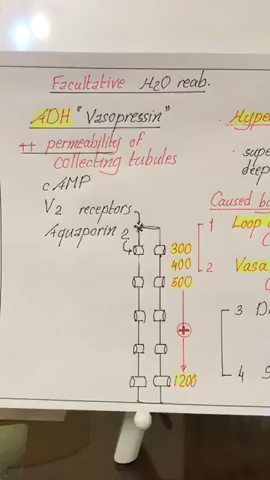 Facultative H₂O reab.
ADH "Vasopressin"
++ permeability of
collecting tubules
cAMP
V2 receptors
Aquaporin 2
300
400
500
+
1200
· Hyper
· supe
deep
Caused b
1 Loop
2 Vasa
3 D
4 S